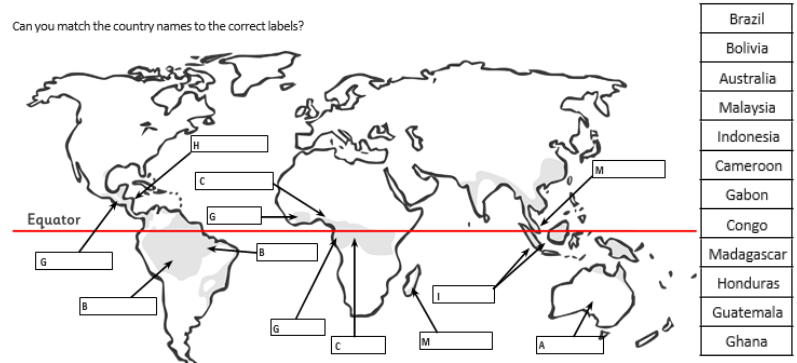 Can you match the country names to the correct labels?
H
C
M
G
Equator
B
G
B
I
G
C
M
A
Brazil
Bolivia
Australia
Malaysia
Indonesia
Cameroon
Gabon
Congo
Madagascar
Honduras
Guatemala
Ghana